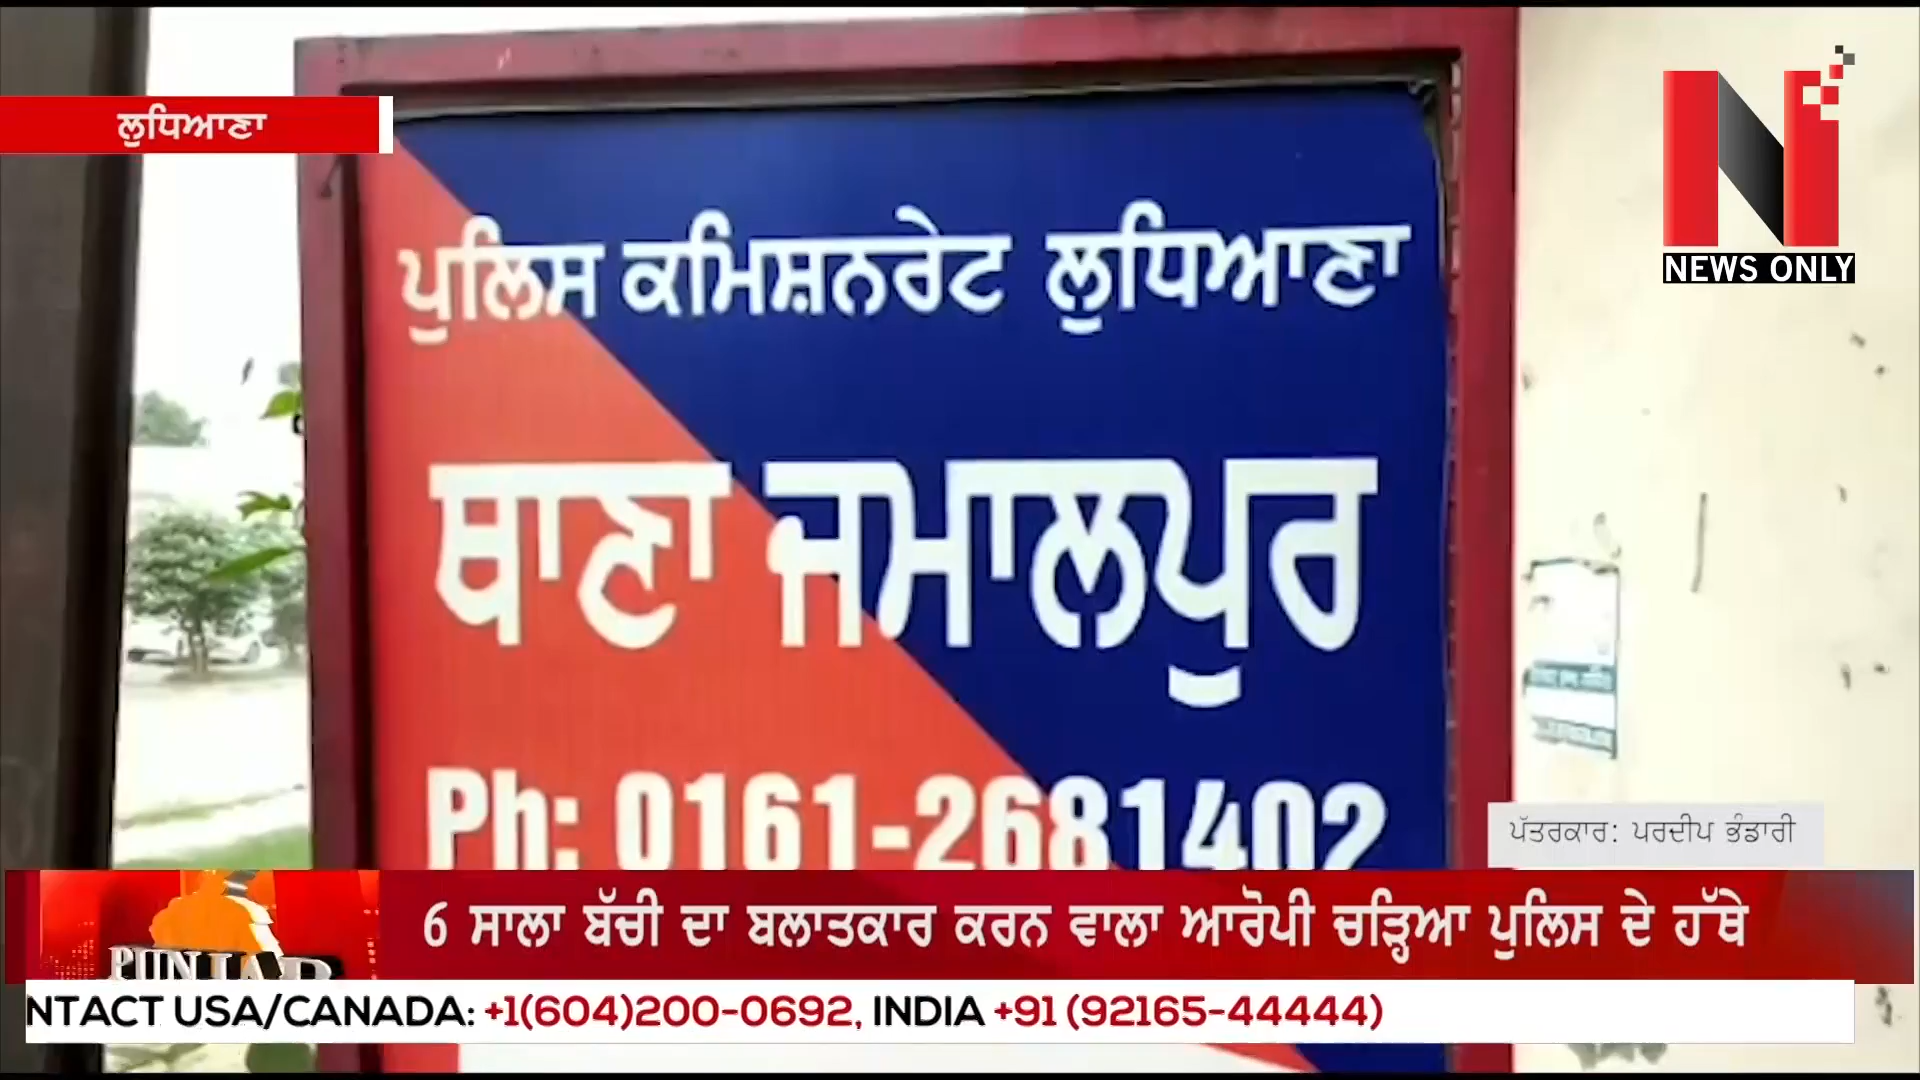 ਲੁਧਿਆਣਾ
NEWS ONLY
ਪੁਲਿਸ ਕਮਿਸ਼ਨਰੇਟ ਲੁਧਿਆਣਾ
ਥਾਣਾ ਜਮਾਲਪੁਰ
Ph: 0161-2681402
ਪੱਤਰਕਾਰ: ਪਰਦੀਪ ਭੰਡਾਰੀ
PUNJAB
6 ਸਾਲਾ ਬੱਚੀ ਦਾ ਬਲਾਤਕਾਰ ਕਰਨ ਵਾਲਾ ਆਰੋਪੀ ਚੜ੍ਹਿਆ ਪੁਲਿਸ ਦੇ ਹੱਥੇ
NTACT USA/CANADA: +1(604)200-0692, INDIA +91 (92165-44444)